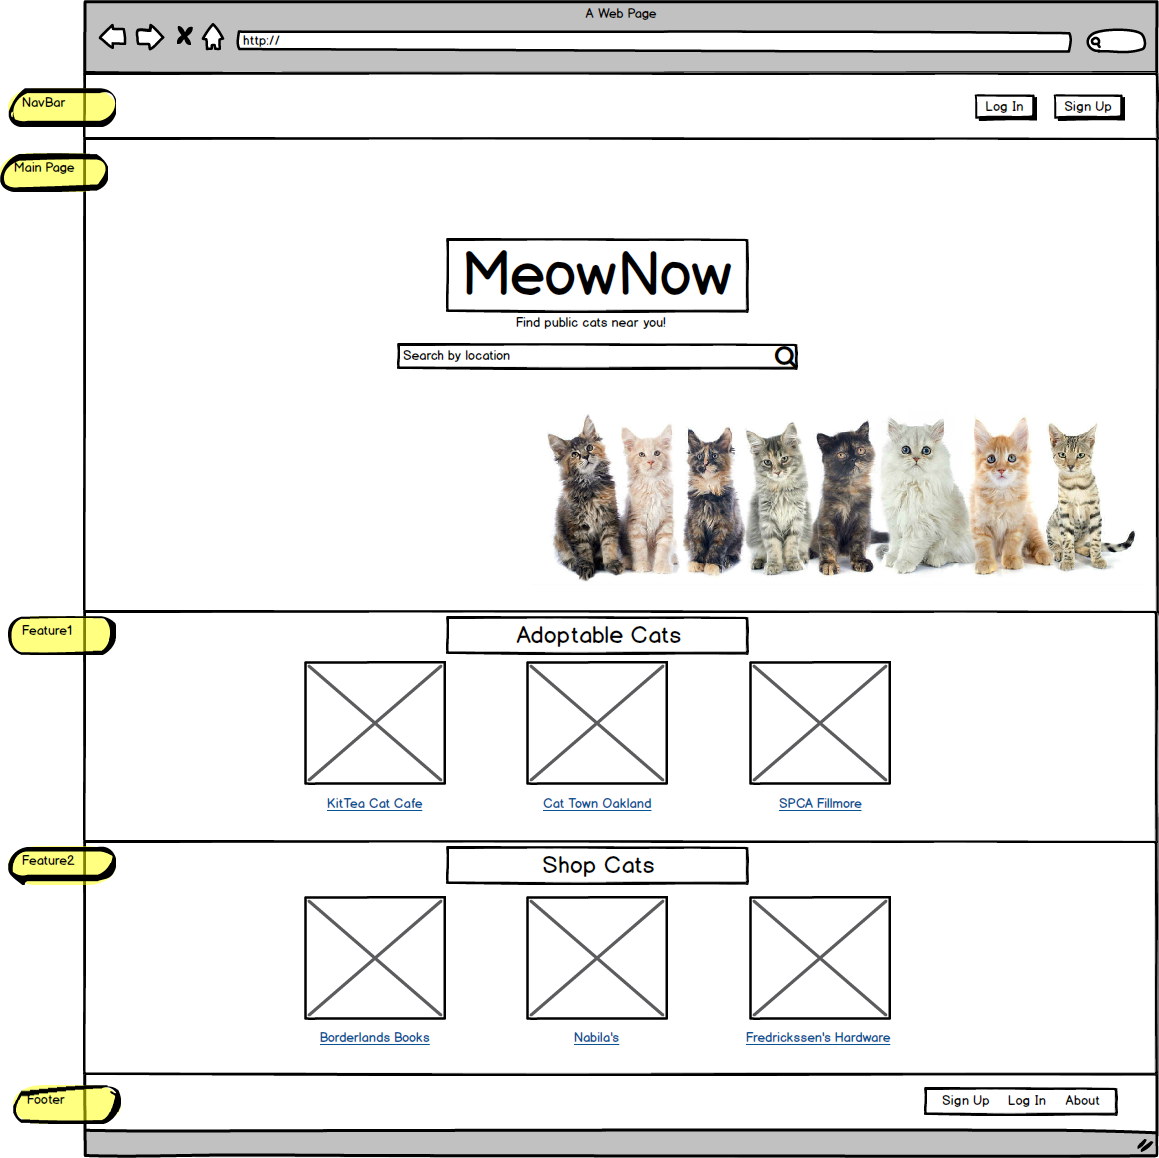 A Web Page
http://
NavBar
Log In
Sign Up
Main Page
MeowNow
Find public cats near you!
Search by location
Feature1
Adoptable Cats
KitTea Cat Cafe
Cat Town Oakland
SPCA Fillmore
Feature2
Shop Cats
Borderlands Books
Nabila's
Fredrickssen's Hardware
Footer
Sign Up Log In About